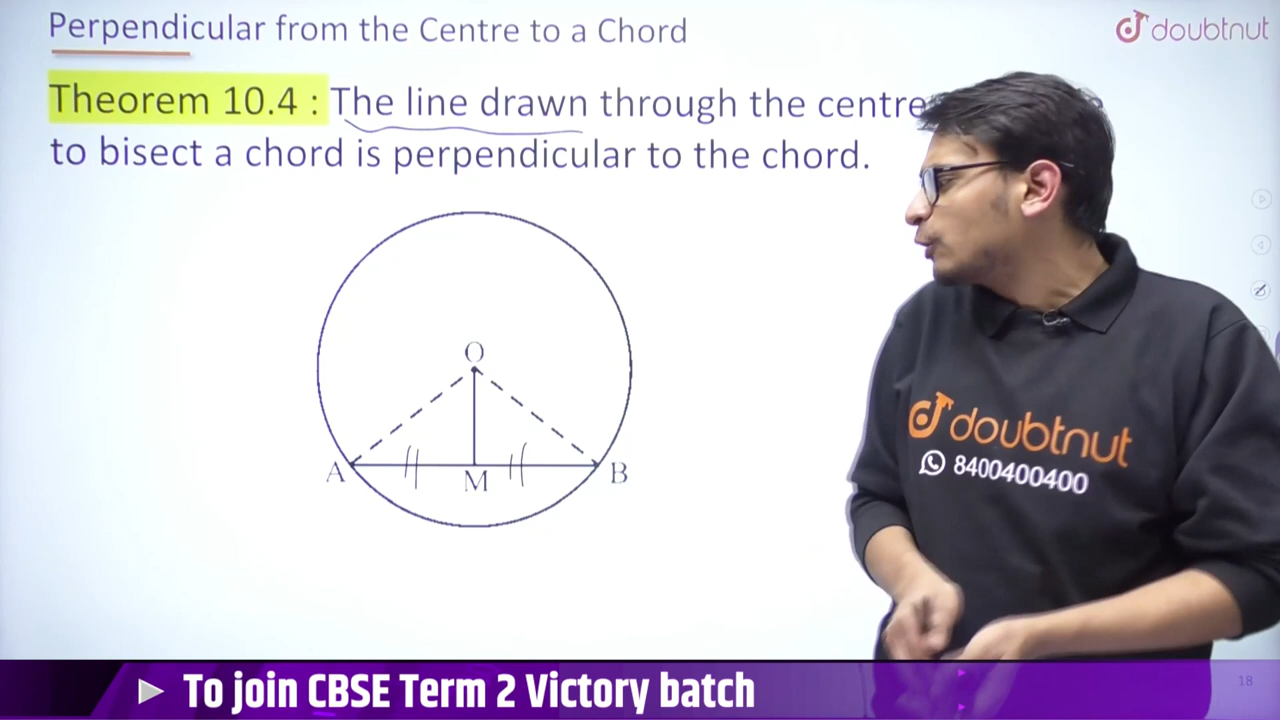 Perpendicular from the Centre to a Chord
doubtnut
Theorem 10.4 : The line drawn through the centre
to bisect a chord is perpendicular to the chord.
O
A
M
B
doubtnut
8400400400
To join CBSE Term 2 Victory batch
18